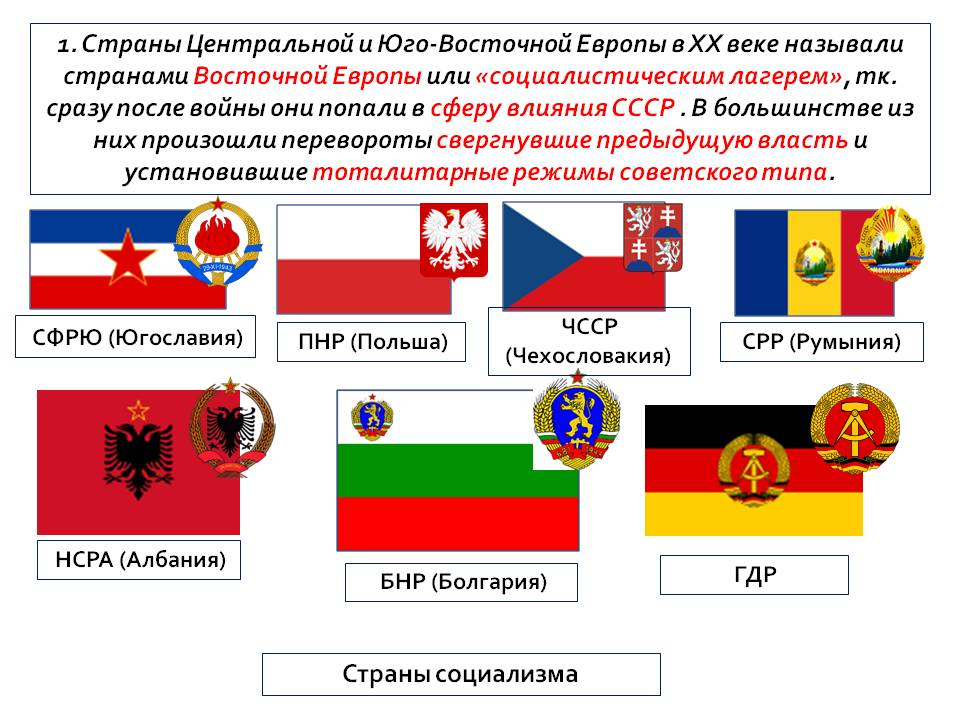 1. Страны Центральной и Юго-Восточной Европы в XX веке называли
странами Восточной Европы или «социалистическим лагерем», тк.
сразу после войны они попали в сферу влияния СССР . В большинстве из
них произошли перевороты свергнувшие предыдущую власть и
установившие тоталитарные режимы советского типа.
29·XI·1943
СФРЮ (Югославия)
ПНР (Польша)
ЧССР
(Чехословакия)
СРР (Румыния)
НСРА (Албания)
БНР (Болгария)
ГДР
Страны социализма